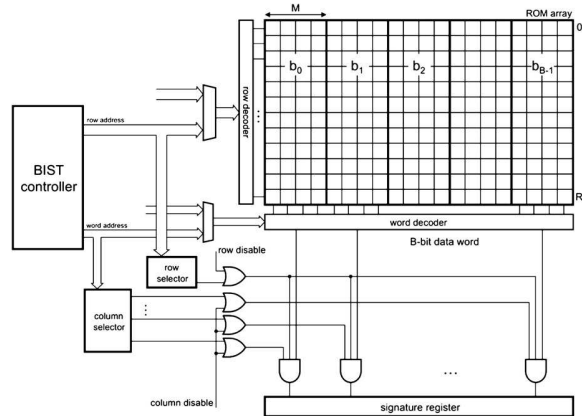 M
ROM array
0
b0
b1
b2
bB-1
row decoder
...
row address
BIST
controller
R
word address
word decoder
B-bit data word
row disable
row
selector
column
selector
...
...
column disable
signature register